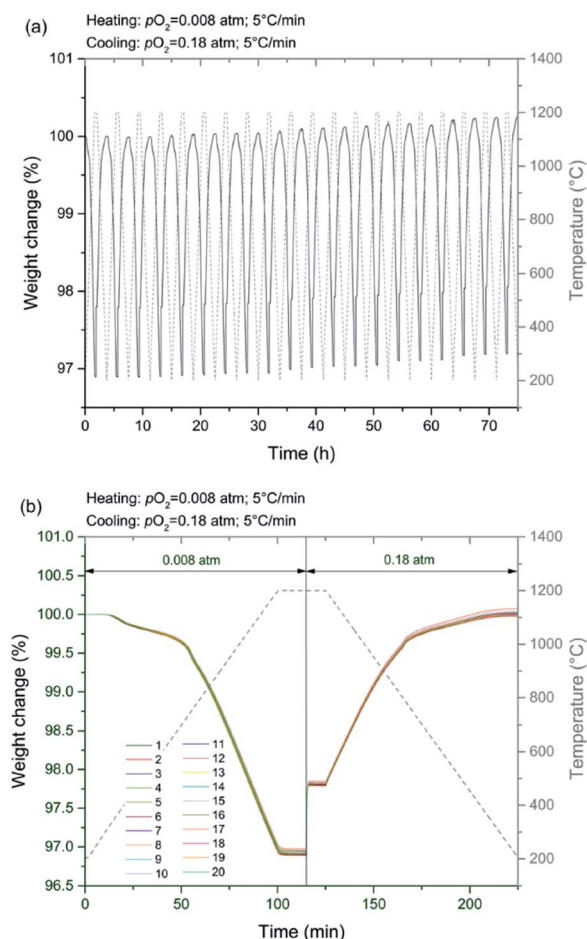 Heating: pO2=0.008 atm; 5°C/min
(a)
Cooling: pO2=0.18 atm; 5°C/min
101
100
99
98
97
Weight change (%)
1400
1200
1000
800
600
400
200
Temperature (°C)
0 10 20 30 40 50 60 70
Time (h)
Heating: pO2=0.008 atm; 5°C/min
(b)
Cooling: pO2=0.18 atm; 5°C/min
101.0
100.5
100.0
99.5
99.0
98.5
98.0
97.5
97.0
96.5
Weight change (%)
0.008 atm 0.18 atm
1 11
2 12
3 13
4 14
5 15
6 16
7 17
8 18
9 19
10 20
1400
1200
1000
800
600
400
200
Temperature (°C)
0 50 100 150 200
Time (min)